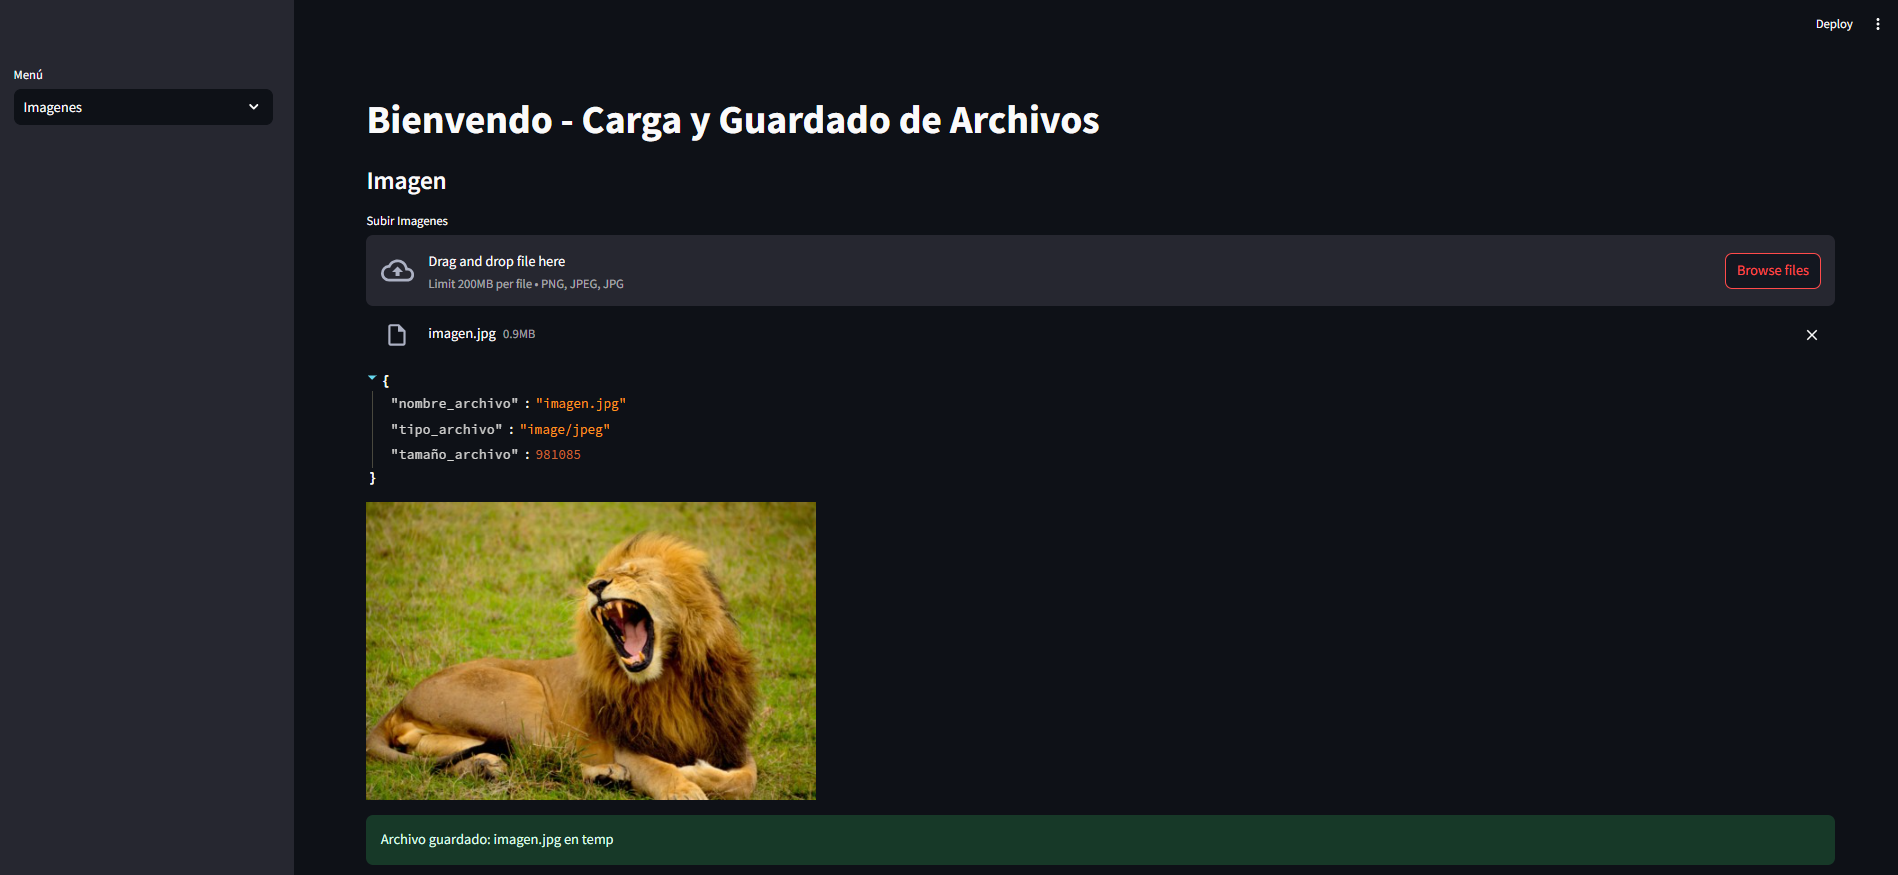 Deploy
Menú
Imagenes
Bienvendo - Carga y Guardado de Archivos
Imagen
Subir Imagenes
Drag and drop file here
Limit 200MB per file • PNG, JPEG, JPG
Browse files
imagen.jpg 0.9MB
{
"nombre_archivo" : "imagen.jpg"
"tipo_archivo" : "image/jpeg"
"tamaño_archivo" : 981085
}
Archivo guardado: imagen.jpg en temp